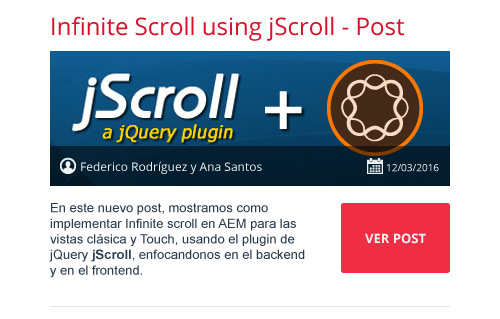 Infinite Scroll using jScroll - Post
jScroll +
a jQuery plugin
Federico Rodríguez y Ana Santos 12/03/2016
En este nuevo post, mostramos como
implementar Infinite scroll en AEM para las
vistas clásica y Touch, usando el plugin de
jQuery jScroll, enfocandonos en el backend
y en el frontend.
VER POST